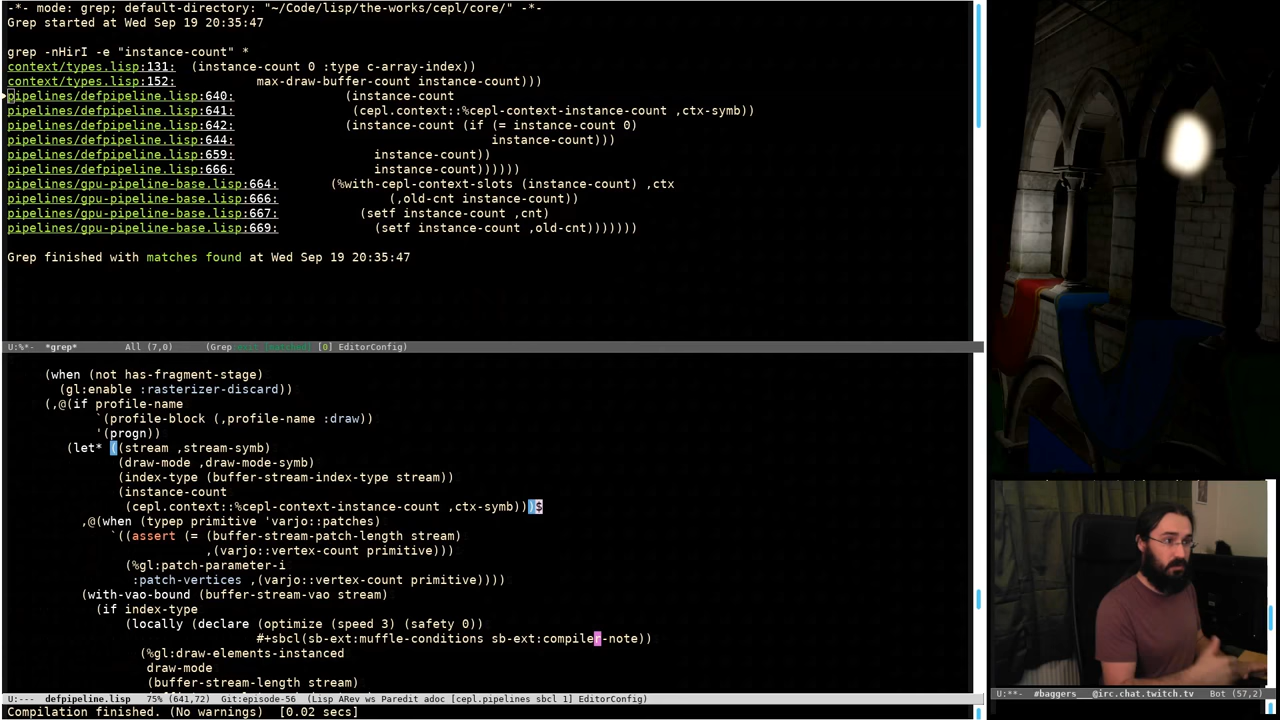 -*- mode: grep; default-directory: "~/Code/lisp/the-works/cepl/core/" -*-
Grep started at Wed Sep 19 20:35:47
grep -nHirI -e "instance-count" *
context/types.lisp:131:  (instance-count 0 :type c-array-index))
context/types.lisp:152:           max-draw-buffer-count instance-count)))
pipelines/defpipeline.lisp:640:               (instance-count
pipelines/defpipeline.lisp:641:                (cepl.context::%cepl-context-instance-count ,ctx-symb))
pipelines/defpipeline.lisp:642:               (instance-count (if (= instance-count 0)
pipelines/defpipeline.lisp:644:                                   instance-count)))
pipelines/defpipeline.lisp:659:                   instance-count))
pipelines/defpipeline.lisp:666:                   instance-count))))))
pipelines/gpu-pipeline-base.lisp:664:       (%with-cepl-context-slots (instance-count) ,ctx
pipelines/gpu-pipeline-base.lisp:666:               (,old-cnt instance-count))
pipelines/gpu-pipeline-base.lisp:667:           (setf instance-count ,cnt)
pipelines/gpu-pipeline-base.lisp:669:             (setf instance-count ,old-cnt)))))))
Grep finished with matches found at Wed Sep 19 20:35:47
U:%*-  *grep*       All (7,0)     (Grep:exit [matched] [0] EditorConfig)
(when (not has-fragment-stage)
(gl:enable :rasterizer-discard))
(,@(if profile-name
`(profile-block (,profile-name :draw))
'(progn))
(let* ((stream ,stream-symb)
(draw-mode ,draw-mode-symb)
(index-type (buffer-stream-index-type stream))
(instance-count
(cepl.context::%cepl-context-instance-count ,ctx-symb)))$
,@(when (typep primitive 'varjo::patches)
`((assert (= (buffer-stream-patch-length stream)
,(varjo::vertex-count primitive)))
(%gl:patch-parameter-i
:patch-vertices ,(varjo::vertex-count primitive))))
(with-vao-bound (buffer-stream-vao stream)
(if index-type
(locally (declare (optimize (speed 3) (safety 0))
#+sbcl(sb-ext:muffle-conditions sb-ext:compiler-note))
(%gl:draw-elements-instanced
draw-mode
(buffer-stream-length stream)
U:---  defpipeline.lisp   75% (641,72)  Git:episode-56  (Lisp ARev ws Paredit adoc [cepl.pipelines sbcl 1] EditorConfig)
U:**-  #baggers  __@irc.chat.twitch.tv   Bot (57,2)
Compilation finished. (No warnings)  [0.02 secs]